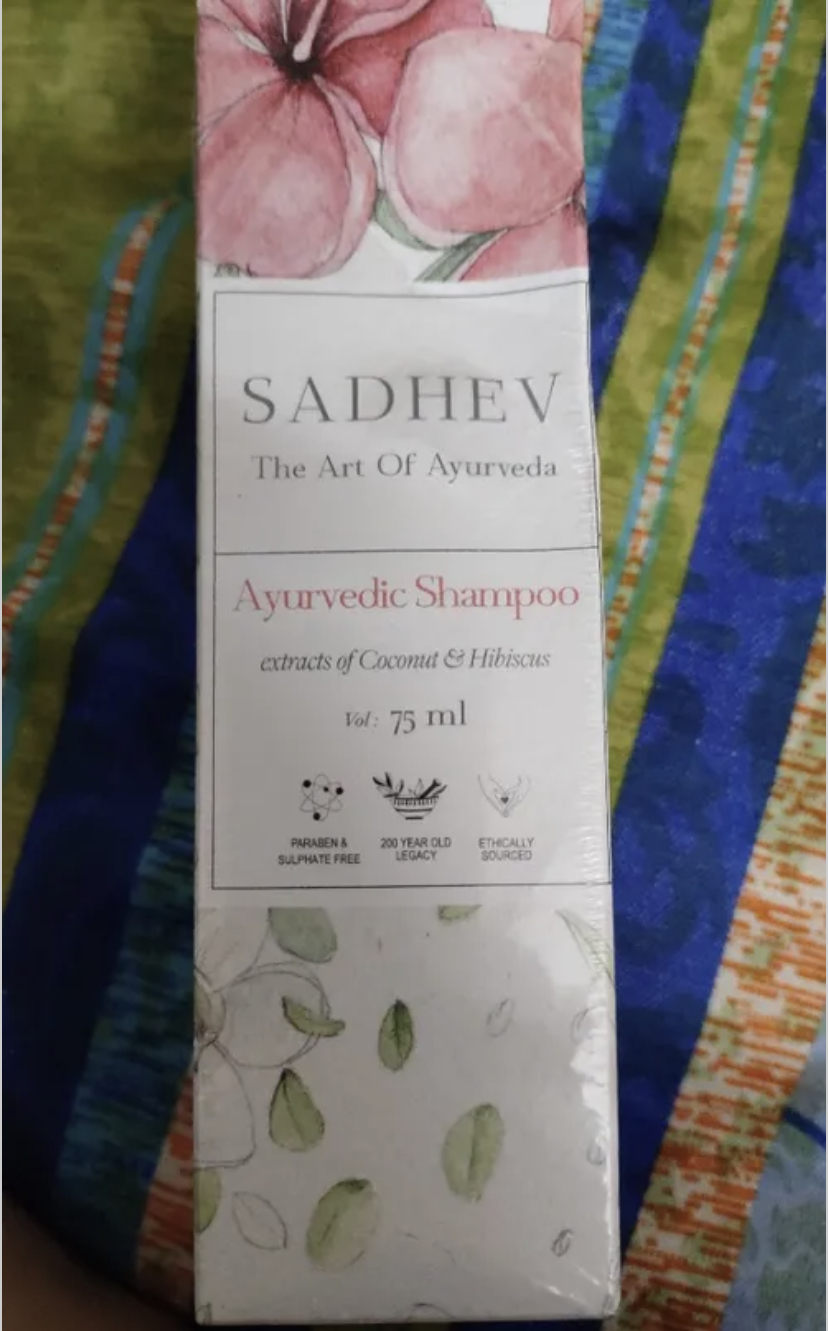 SADHEV
The Art Of Ayurveda
Ayurvedic Shampoo
extracts of Coconut & Hibiscus
Vol: 75 ml
PARABEN &
SULPHATE FREE
200 YEAR OLD
LEGACY
ETHICALLY
SOURCED